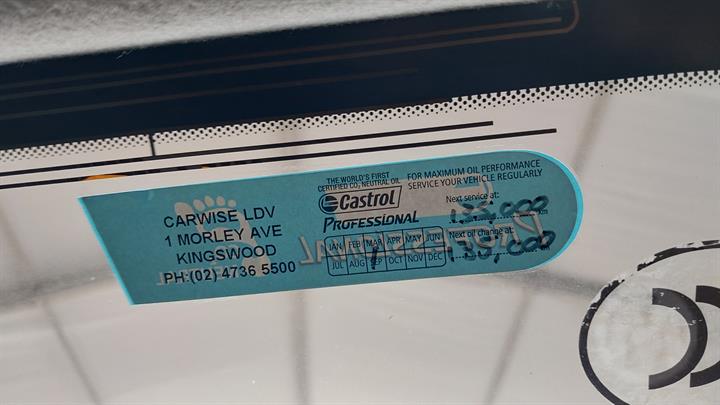 CARWISE LDV
1 MORLEY AVE
KINGSWOOD
PH:(02) 4736 5500
THE WORLD'S FIRST
CERTIFIED CO₂ NEUTRAL OIL
Castrol
PROFESSIONAL
JAN FEB MAR APR MAY JUN
JUL AUG SEP OCT NOV DEC
FOR MAXIMUM OIL PERFORMANCE
SERVICE YOUR VEHICLE REGULARLY
Next service at:
km
Next oil change at: